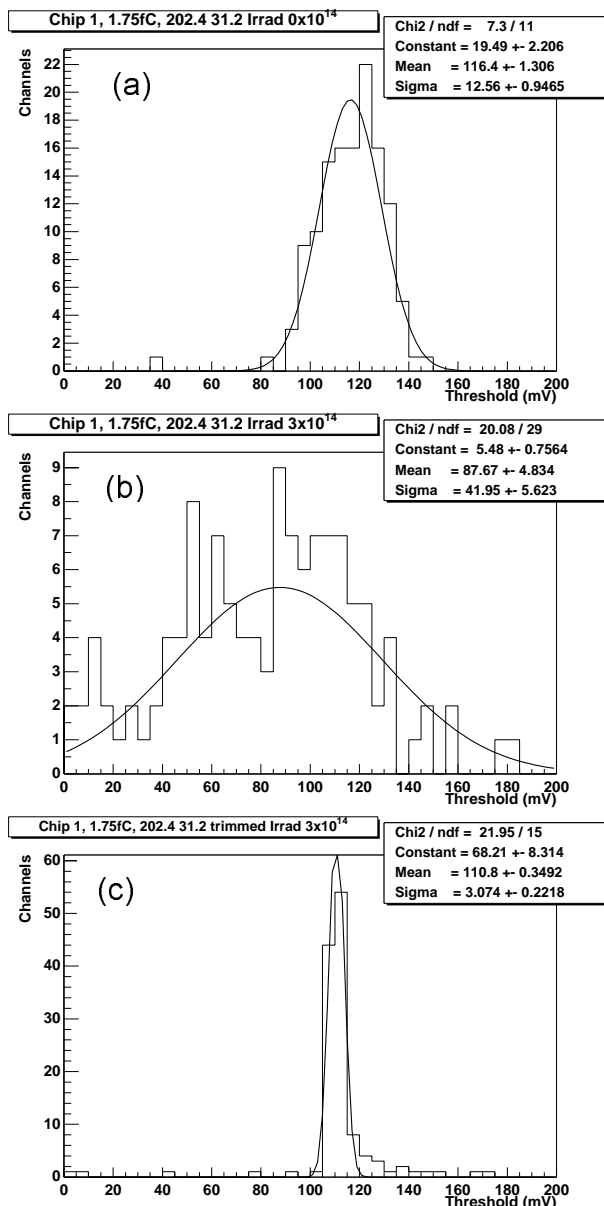 Chip 1, 1.75fC, 202.4 31.2 Irrad 0x10^14
Chi2 / ndf = 7.3 / 11
Constant = 19.49 +- 2.206
Mean = 116.4 +- 1.306
Sigma = 12.56 +- 0.9465
Channels
(a)
22
20
18
16
14
12
10
8
6
4
2
0
0 20 40 60 80 100 120 140 160 180 200
Threshold (mV)
Chip 1, 1.75fC, 202.4 31.2 Irrad 3x10^14
Chi2 / ndf = 20.08 / 29
Constant = 5.48 +- 0.7564
Mean = 87.67 +- 4.834
Sigma = 41.95 +- 5.623
Channels
(b)
9
8
7
6
5
4
3
2
1
0
0 20 40 60 80 100 120 140 160 180 200
Threshold (mV)
Chip 1, 1.75fC, 202.4 31.2 trimmed Irrad 3x10^14
Chi2 / ndf = 21.95 / 15
Constant = 68.21 +- 8.314
Mean = 110.8 +- 0.3492
Sigma = 3.074 +- 0.2218
Channels
(c)
60
50
40
30
20
10
0
0 20 40 60 80 100 120 140 160 180 200
Threshold (mV)